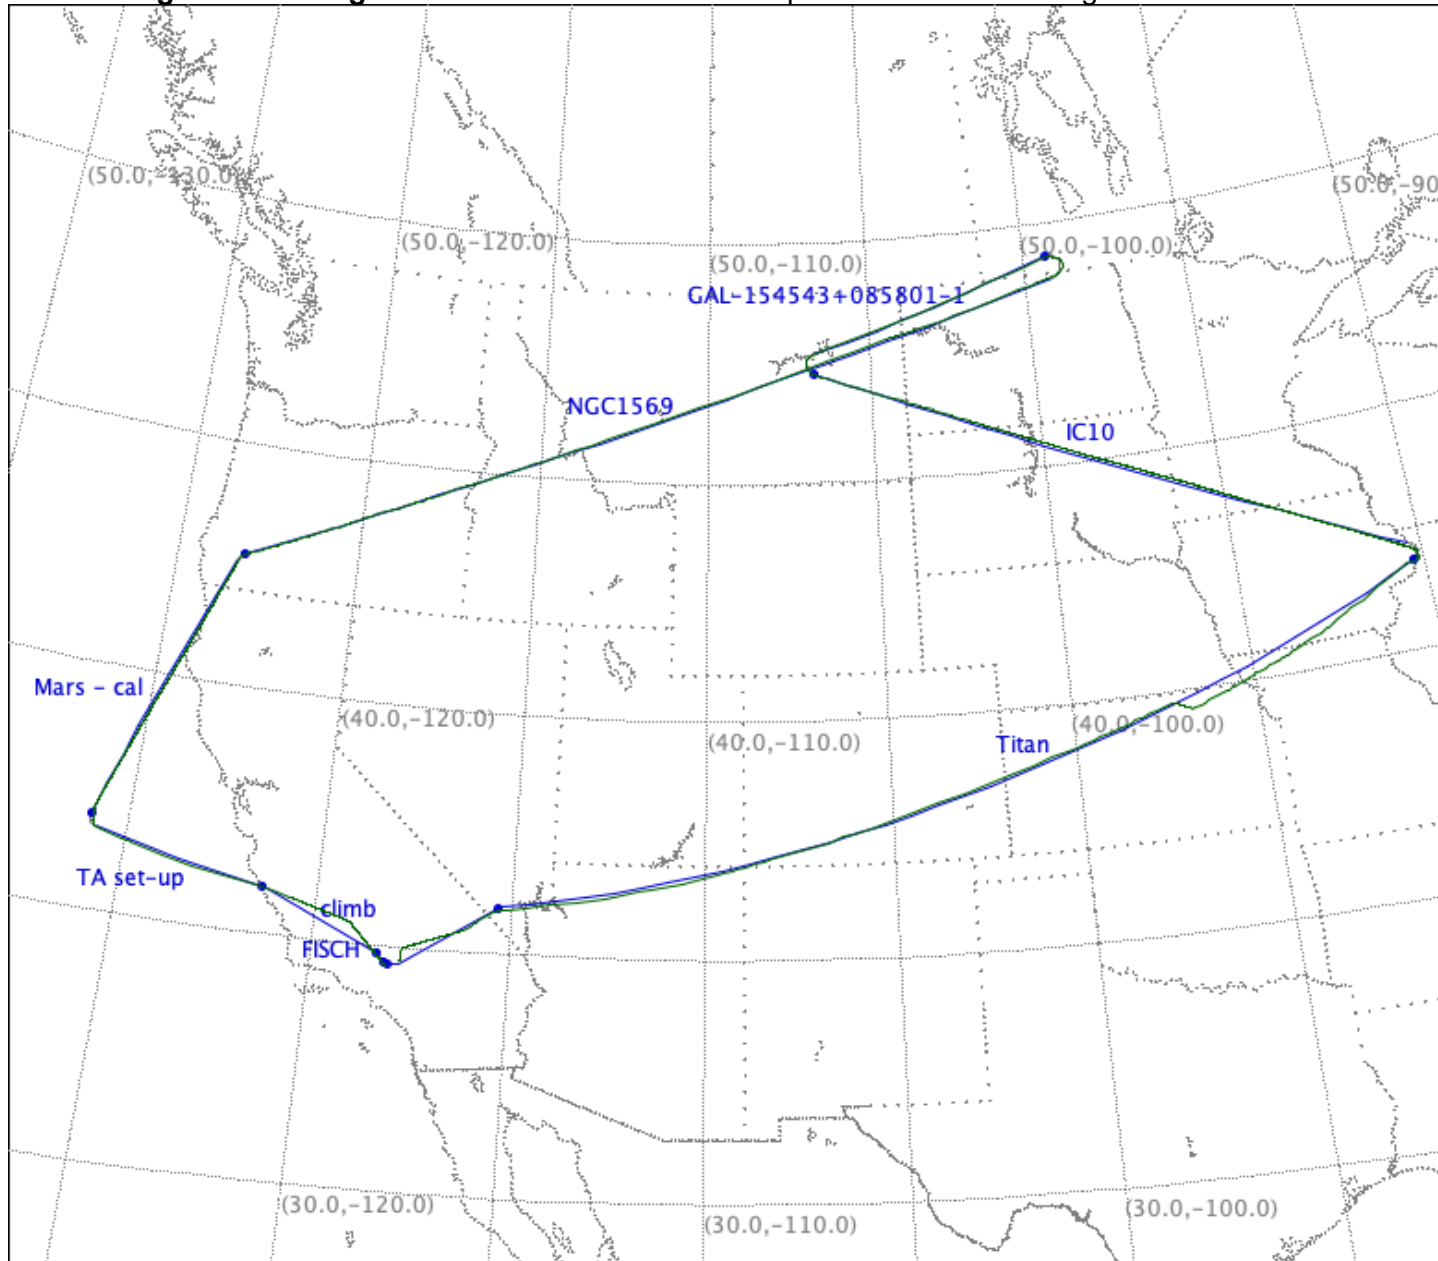 (50.0,-130.0)
(50.0,-90
(50.0,-120.0)
(50.0,-100.0)
(50.0,-110.0)
GAL-154543+085801-1
NGC1569
IC10
Mars - cal
(40.0,-120.0)
(40.0,-100.0)
(40.0,-110.0)
Titan
TA set-up
climb
FISCH
(30.0,-120.0)
(30.0,-100.0)
(30.0,-110.0)